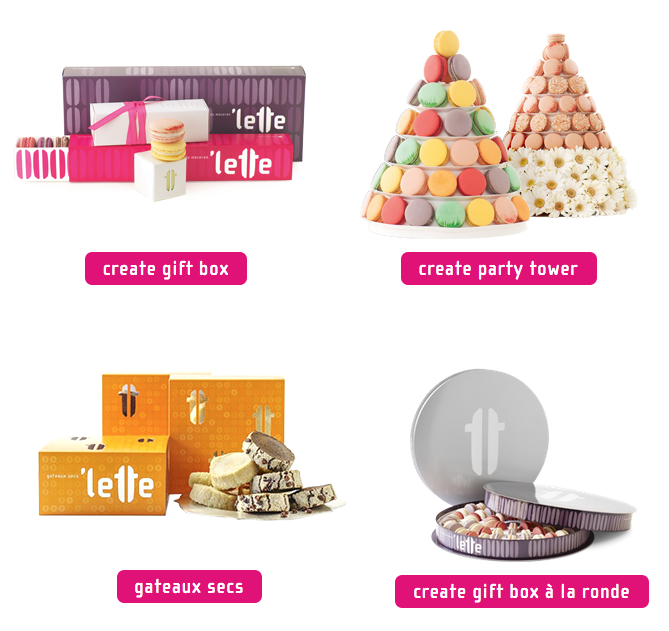 'lette
'lette
create gift box
create party tower
gateaux secs 'lette
gateaux secs
lette
create gift box à la ronde